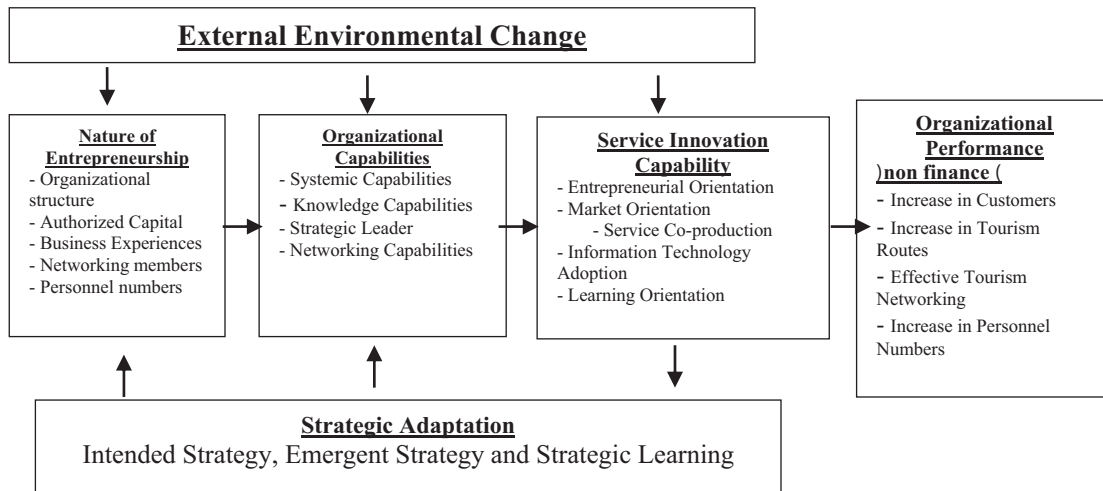 External Environmental Change
Nature of
Entrepreneurship
- Organizational
structure
- Authorized Capital
- Business Experiences
- Networking members
- Personnel numbers
Organizational
Capabilities
- Systemic Capabilities
- Knowledge Capabilities
- Strategic Leader
- Networking Capabilities
Service Innovation
Capability
- Entrepreneurial Orientation
- Market Orientation
- Service Co-production
- Information Technology
Adoption
- Learning Orientation
Organizational
Performance
)non finance (
- Increase in Customers
- Increase in Tourism
Routes
- Effective Tourism
Networking
- Increase in Personnel
Numbers
Strategic Adaptation
Intended Strategy, Emergent Strategy and Strategic Learning